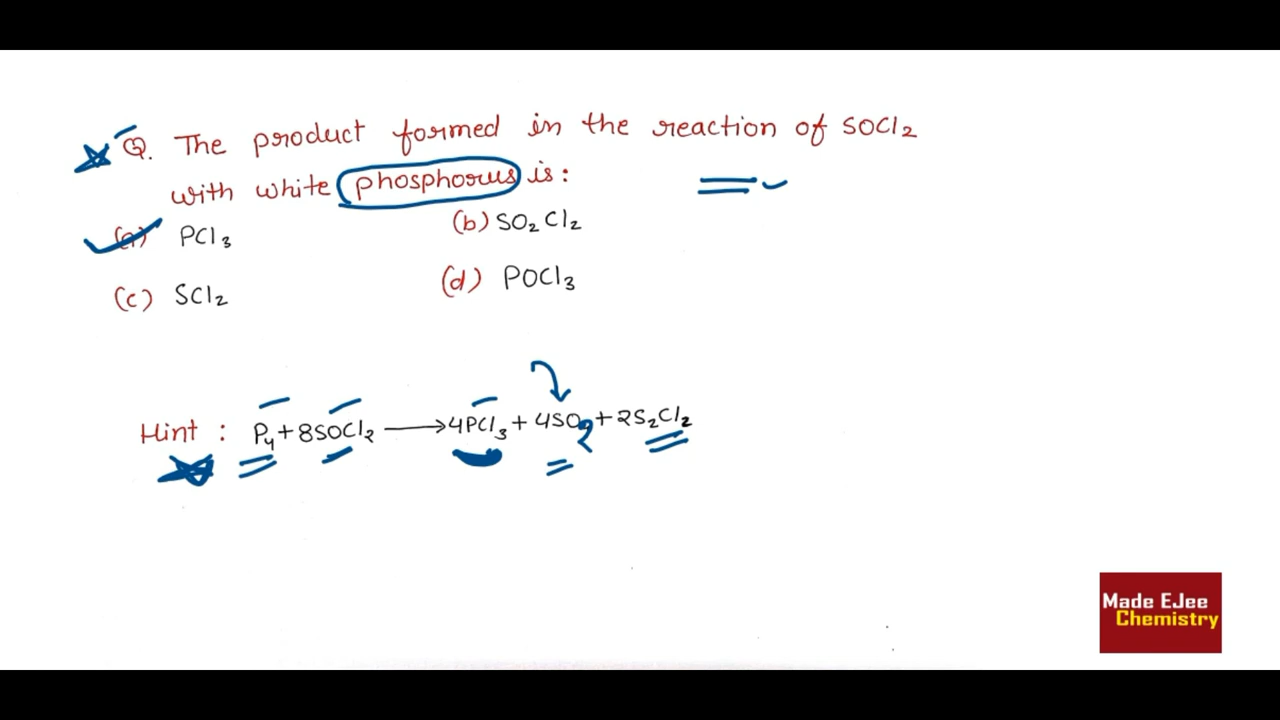 Q. The product formed in the reaction of SOCl₂
with white phosphorus is:
(a) PCl₃ (b) SO₂Cl₂
(c) SCl₂ (d) POCl₃
Hint : P₄ + 8SOCl₂ ⟶ 4PCl₃ + 4SO₂ + 2S₂Cl₂
Made EJee
Chemistry